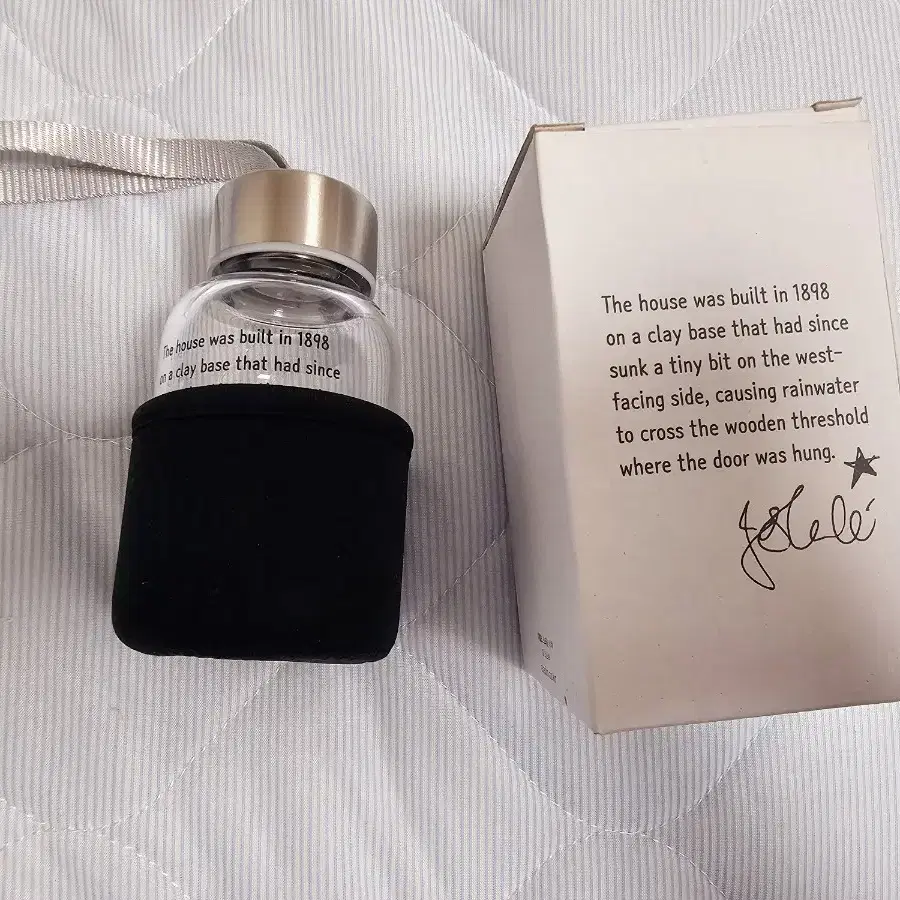 The house was built in 1898
on a clay base that had since
The house was built in 1898
on a clay base that had since
sunk a tiny bit on the west-
facing side, causing rainwater
to cross the wooden threshold
where the door was hung.